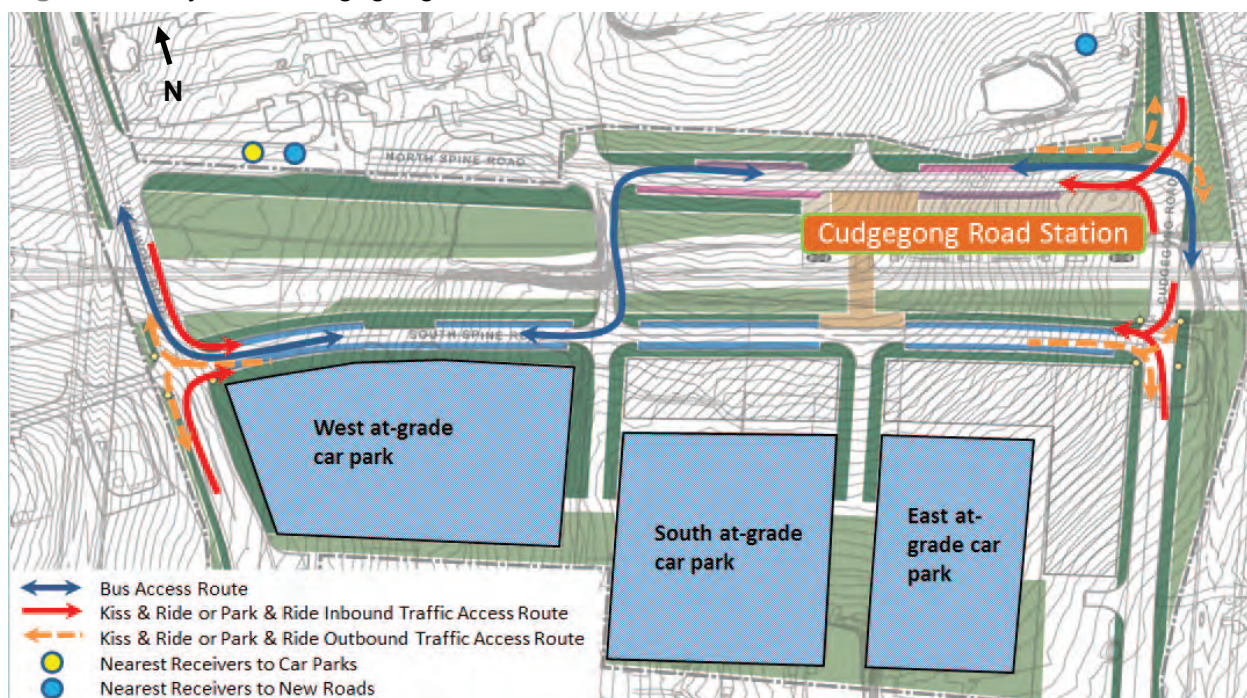 N
NORTH SPINE ROAD
Cudgegong Road Station
CUDGEGONG ROAD
SOUTH SPINE
West at-grade
car park
South at-grade
car park
East at-
grade car
park
Bus Access Route
Kiss & Ride or Park & Ride Inbound Traffic Access Route
Kiss & Ride or Park & Ride Outbound Traffic Access Route
Nearest Receivers to Car Parks
Nearest Receivers to New Roads